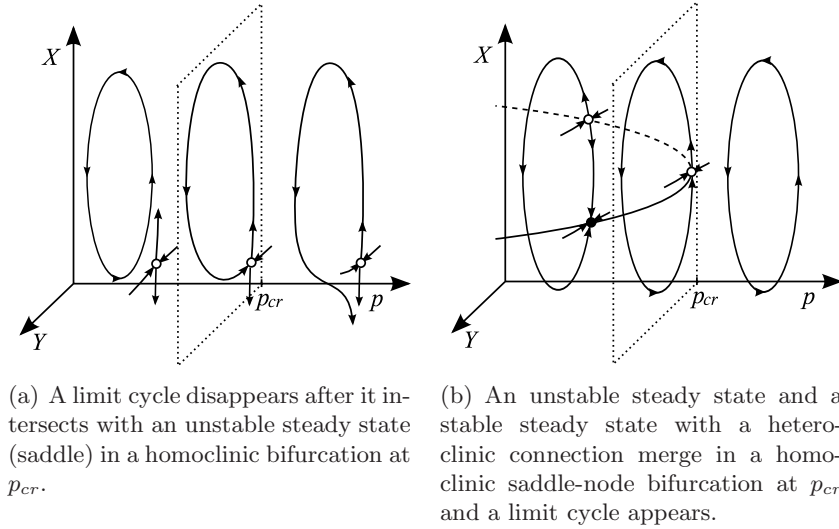 X
p_cr
p
Y
X
p_cr
p
Y
(a) A limit cycle disappears after it in-
tersects with an unstable steady state
(saddle) in a homoclinic bifurcation at
p_cr.
(b) An unstable steady state and a
stable steady state with a hetero-
clinic connection merge in a homo-
clinic saddle-node bifurcation at p_cr
and a limit cycle appears.